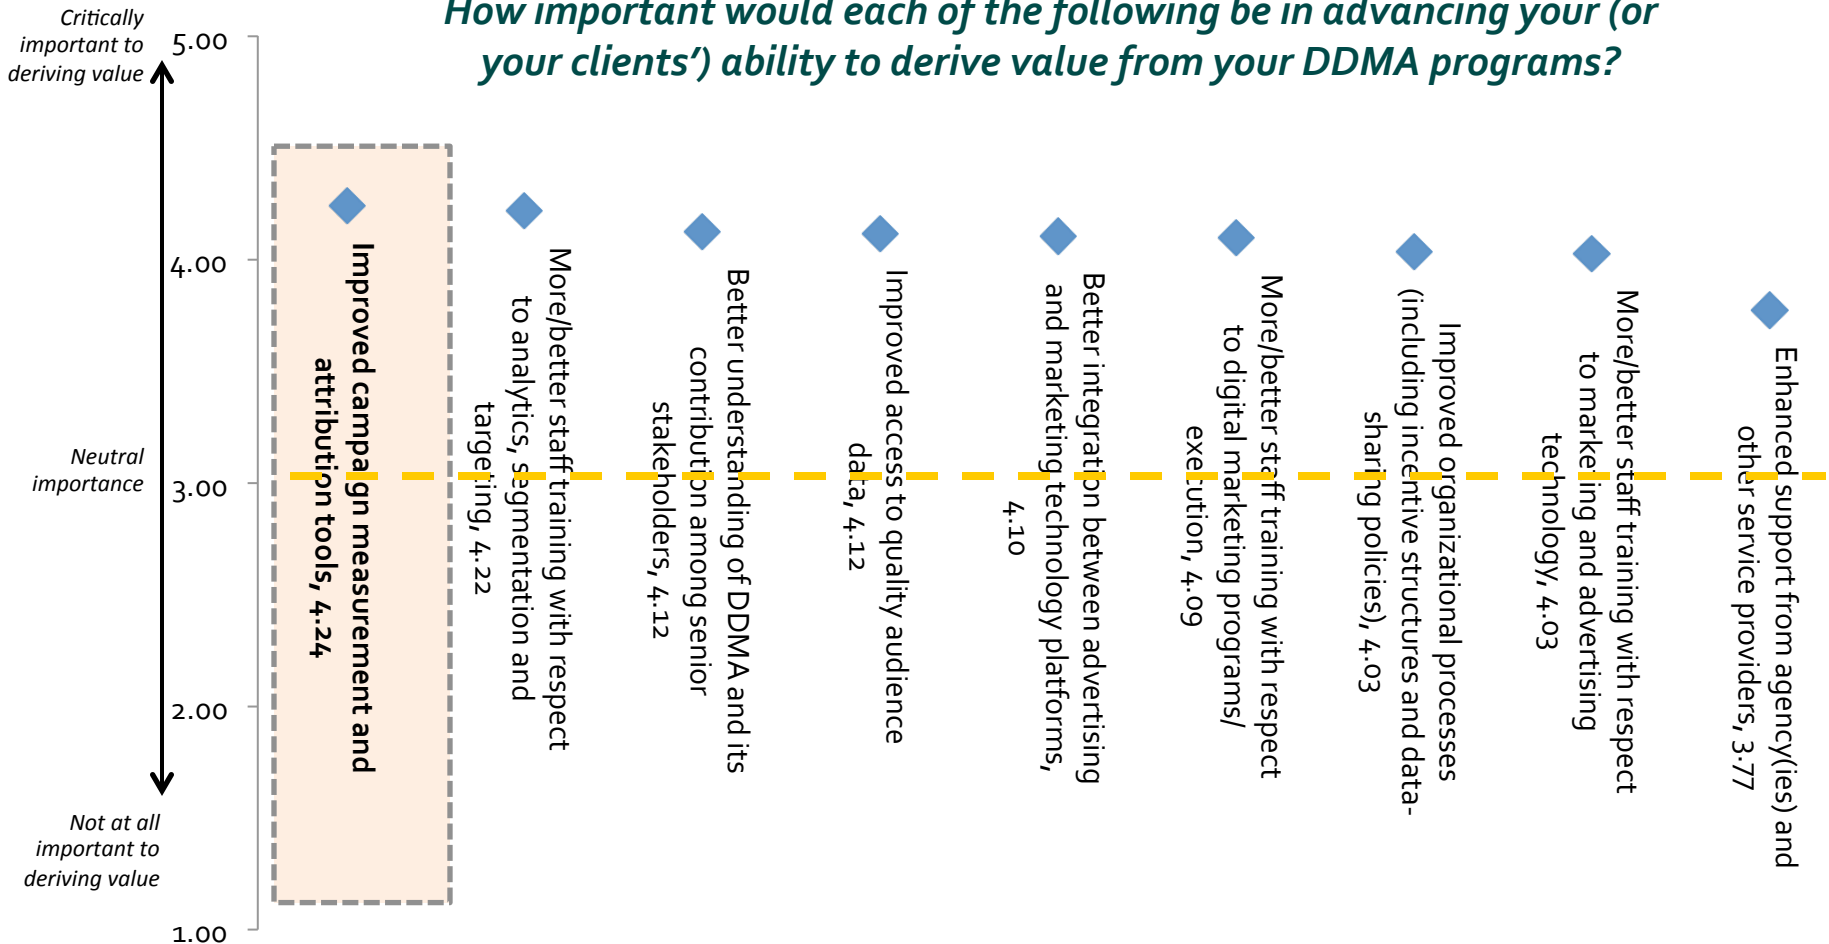 How important would each of the following be in advancing your (or
your clients’) ability to derive value from your DDMA programs?
Critically
important to
deriving value
Neutral
importance
Not at all
important to
deriving value
5.00
4.00
3.00
2.00
1.00
Improved campaign measurement and
attribution tools, 4.24
More/better staff training with respect
to analytics, segmentation and
targeting, 4.22
Better understanding of DDMA and its
contribution among senior
stakeholders, 4.12
Improved access to quality audience
data, 4.12
Better integration between advertising
and marketing technology platforms,
4.10
More/better staff training with respect
to digital marketing programs/
execution, 4.09
Improved organizational processes
(including incentive structures and data-
sharing policies), 4.03
More/better staff training with respect
to marketing and advertising
technology, 4.03
Enhanced support from agency(ies) and
other service providers, 3.77